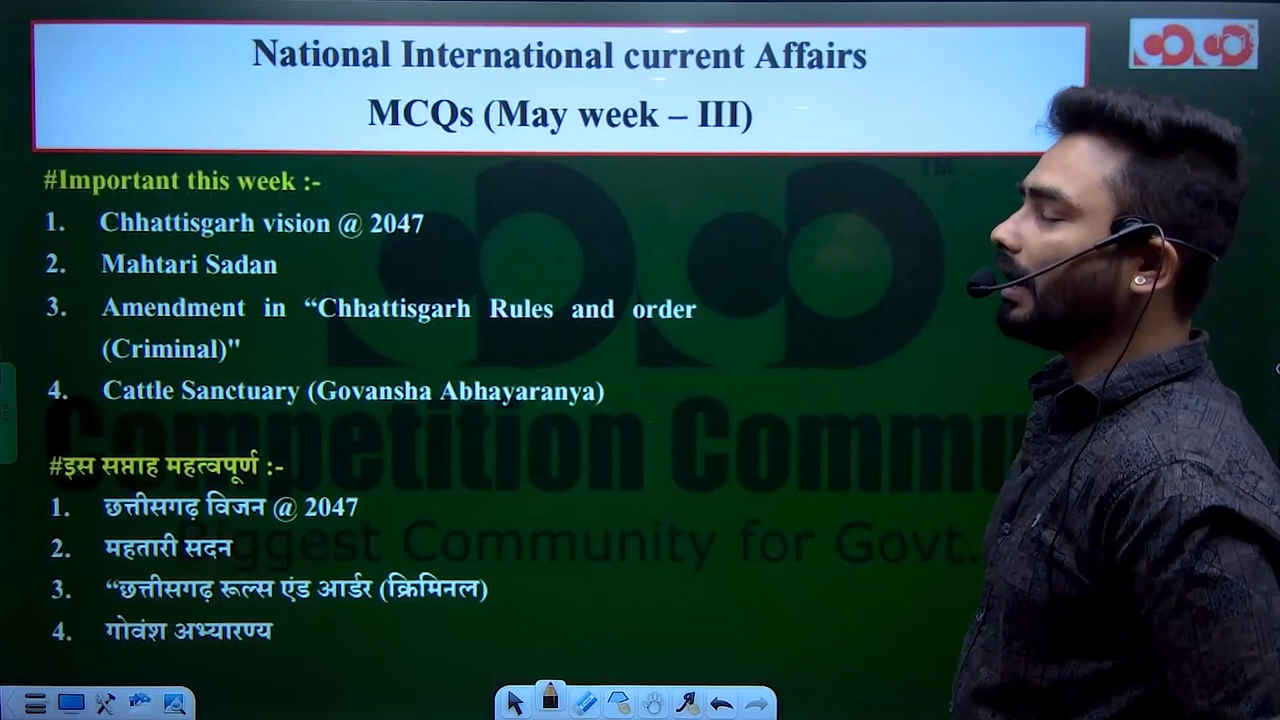 National International current Affairs
MCQs (May week – III)
#Important this week :-
1. Chhattisgarh vision @ 2047
2. Mahtari Sadan
3. Amendment in “Chhattisgarh Rules and order
(Criminal)"
4. Cattle Sanctuary (Govansha Abhayaranya)
#इस सप्ताह महत्वपूर्ण :-
1. छत्तीसगढ़ विजन @ 2047
2. महतारी सदन
3. “छत्तीसगढ़ रूल्स एंड आर्डर (क्रिमिनल)
4. गोवंश अभ्यारण्य
Competition Commu
Biggest Community for Govt.
TM